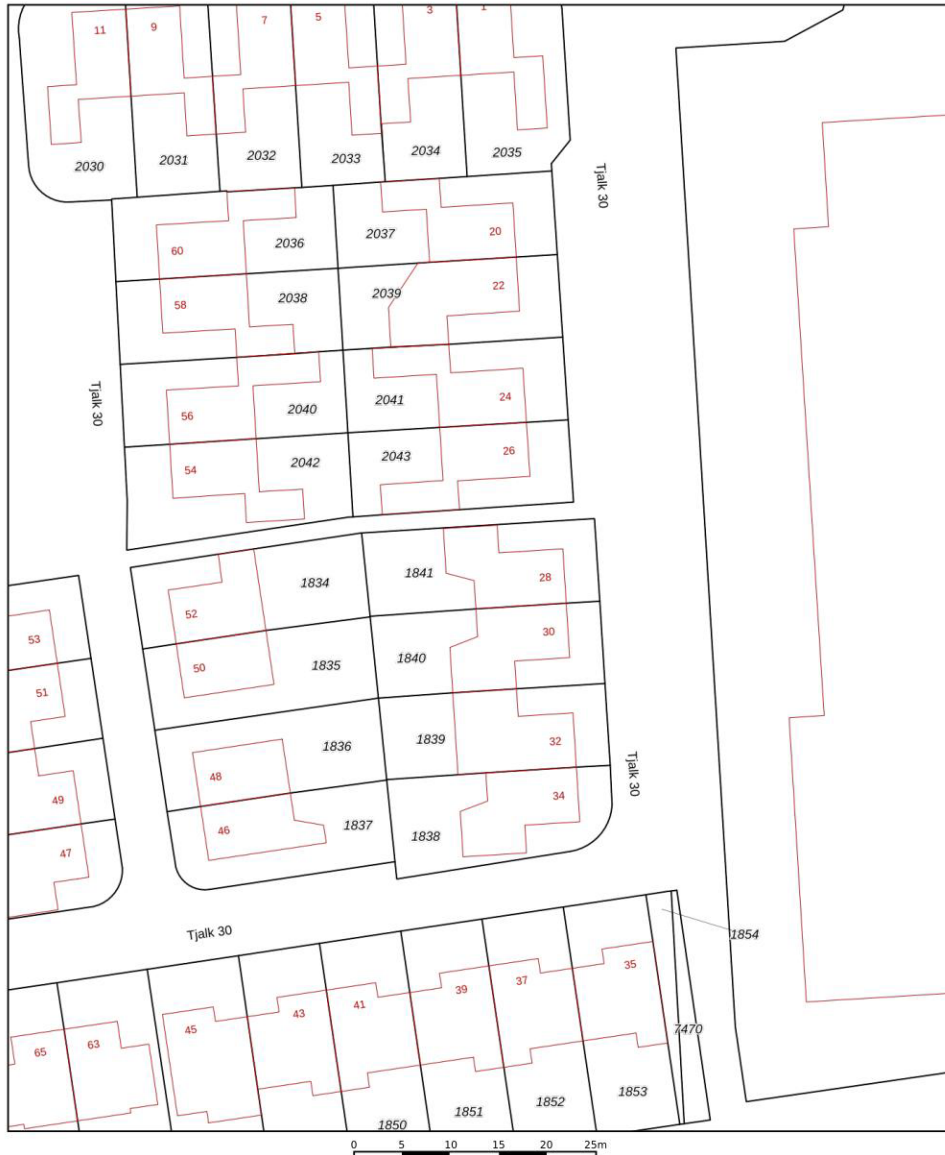 11 9 7 5 3 1
2030 2031 2032 2033 2034 2035
Tjalk 30
60 2036 2037 20
58 2038 2039 22
Tjalk 30
56 2040 2041 24
54 2042 2043 26
52 1834 1841 28
53 50 1835 1840 30
51
48 1836 1839 32
Tjalk 30
49 46 1837 1838 34
47
Tjalk 30
1854
65 63 45 43 41 39 37 35
7470
1850 1851 1852 1853
0 5 10 15 20 25m